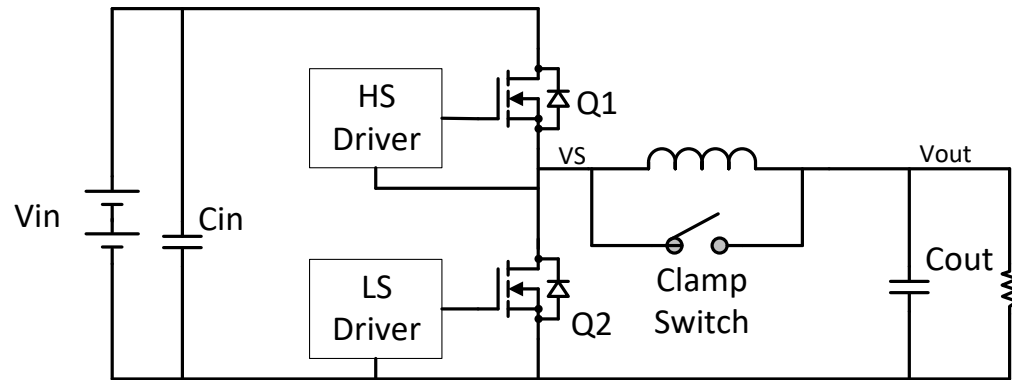 HS
Driver
Q1
VS
Vout
Vin
Cin
LS
Driver
Q2
Clamp
Switch
Cout